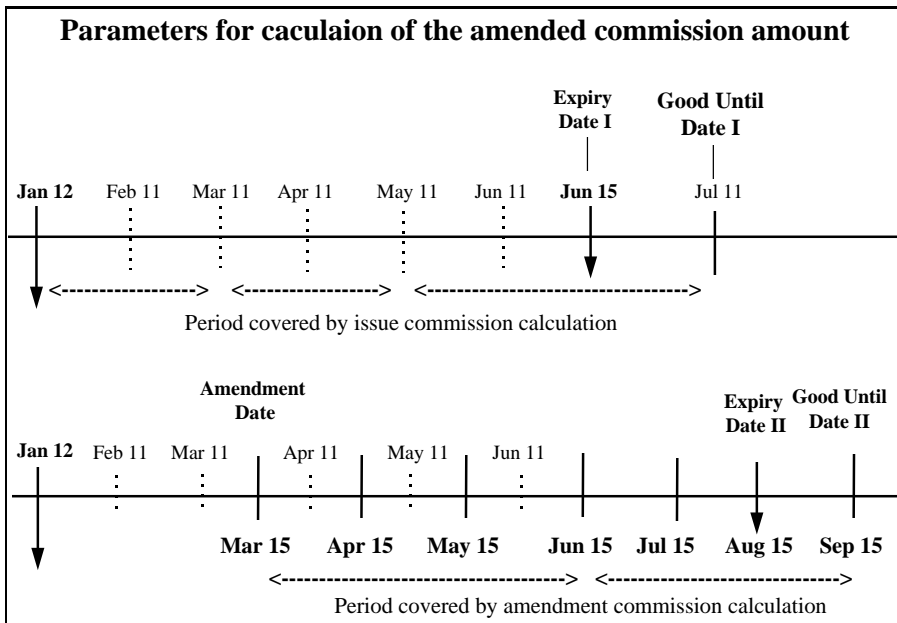 Parameters for caculaion of the amended commission amount
Expiry
Date I
Good Until
Date I
Jan 12 Feb 11 Mar 11 Apr 11 May 11 Jun 11 Jun 15 Jul 11
Period covered by issue commission calculation
Amendment
Date
Expiry
Date II
Good Until
Date II
Jan 12 Feb 11 Mar 11 Apr 11 May 11 Jun 11
Mar 15 Apr 15 May 15 Jun 15 Jul 15 Aug 15 Sep 15
Period covered by amendment commission calculation